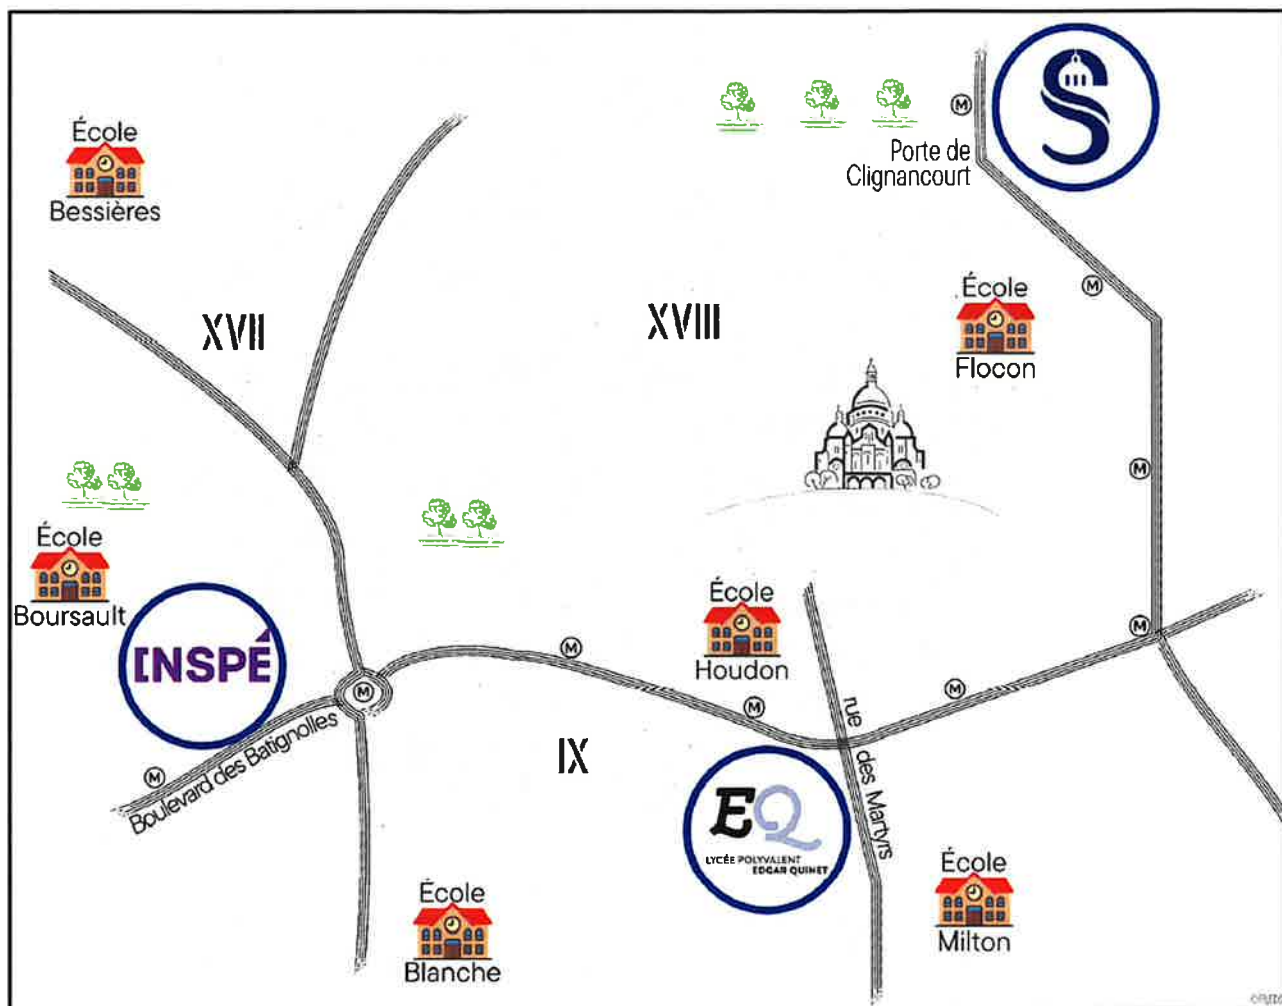 M
Porte de
Clignancourt
École
Bessières
M
École
Flocon
XVII
XVIII
M
École
Boursault
INSPÉ
École
Houdon
M
M
M
M
M
M
Boulevard des Batignolles
rue des Martyrs
IX
EQ
LYCÉE POLYVALENT
EDGAR QUINET
École
Blanche
École
Milton